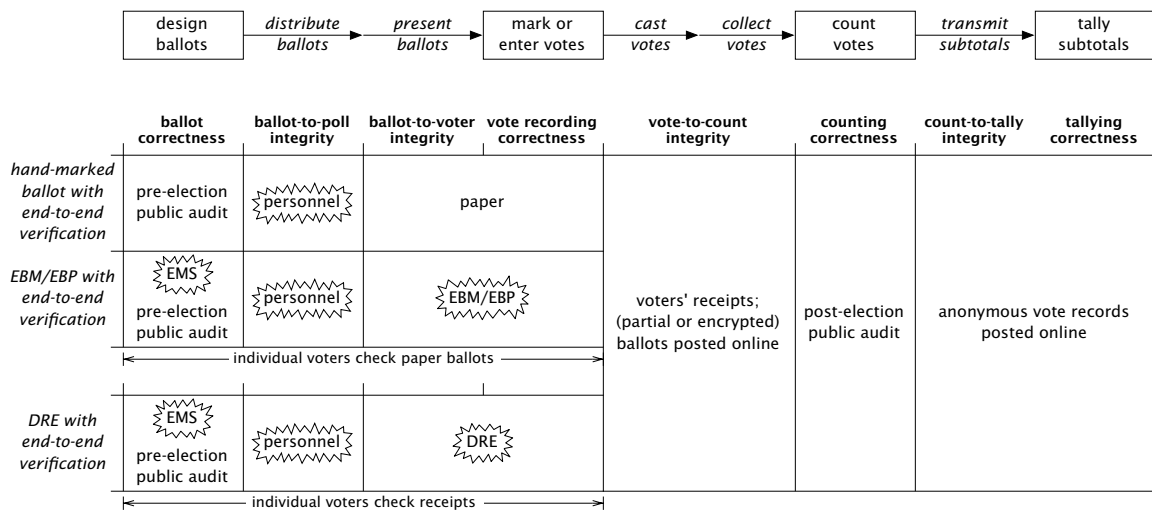 design
ballots
distribute
ballots
present
ballots
mark or
enter votes
cast
votes
collect
votes
count
votes
transmit
subtotals
tally
subtotals
ballot
correctness
ballot-to-poll
integrity
ballot-to-voter
integrity
vote recording
correctness
vote-to-count
integrity
counting
correctness
count-to-tally
integrity
tallying
correctness
hand-marked
ballot with
end-to-end
verification
pre-election
public audit
personnel
paper
EBM/EBP with
end-to-end
verification
EMS
pre-election
public audit
personnel
EBM/EBP
individual voters check paper ballots
voters' receipts;
(partial or encrypted)
ballots posted online
post-election
public audit
anonymous vote records
posted online
DRE with
end-to-end
verification
EMS
pre-election
public audit
personnel
DRE
individual voters check receipts